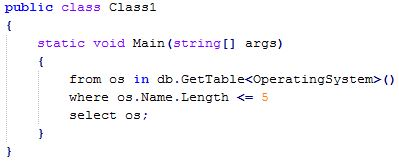 public class Class1
{
    static void Main(string[] args)
    {
        from os in db.GetTable<OperatingSystem>()
        where os.Name.Length <= 5
        select os;
    }
}